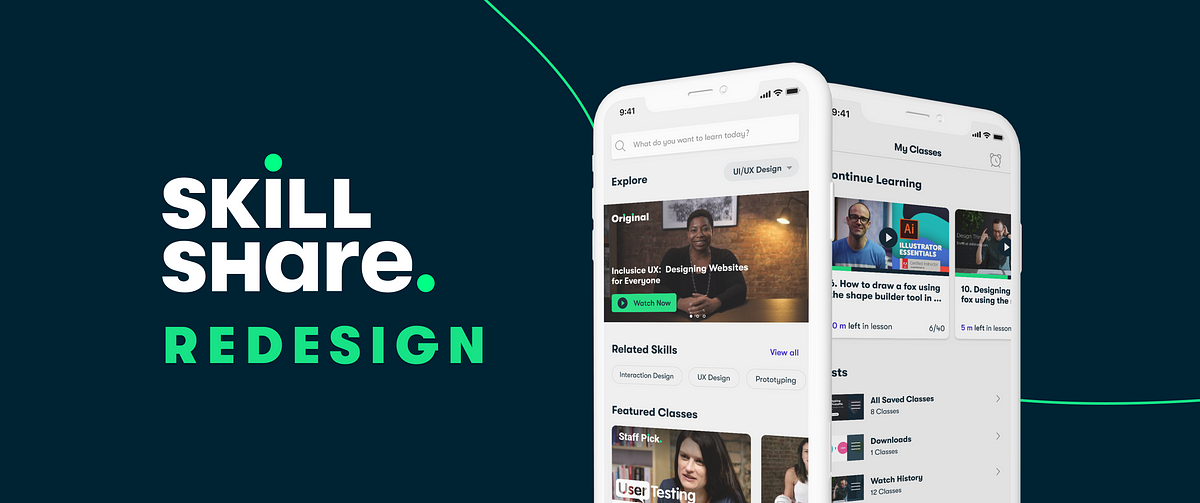 SKiLL
SHare.
REDESIGN
9:41
What do you want to learn today?
Explore
UI/UX Design
Original
Inclusice UX: Designing Websites
for Everyone
Watch Now
Related Skills
View all
Interaction Design
UX Design
Prototyping
Featured Classes
Staff Pick.
User Testing
9:41
My Classes
ontinue Learning
Ai
ILLUSTRATOR
ESSENTIALS
6. How to draw a fox using
the shape builder tool in ...
0 m left in lesson
6/40
Design Th
10. Designing
fox using the
5 m left in lesson
sts
All Saved Classes
8 Classes
Downloads
1 Classes
Watch History
12 Classes